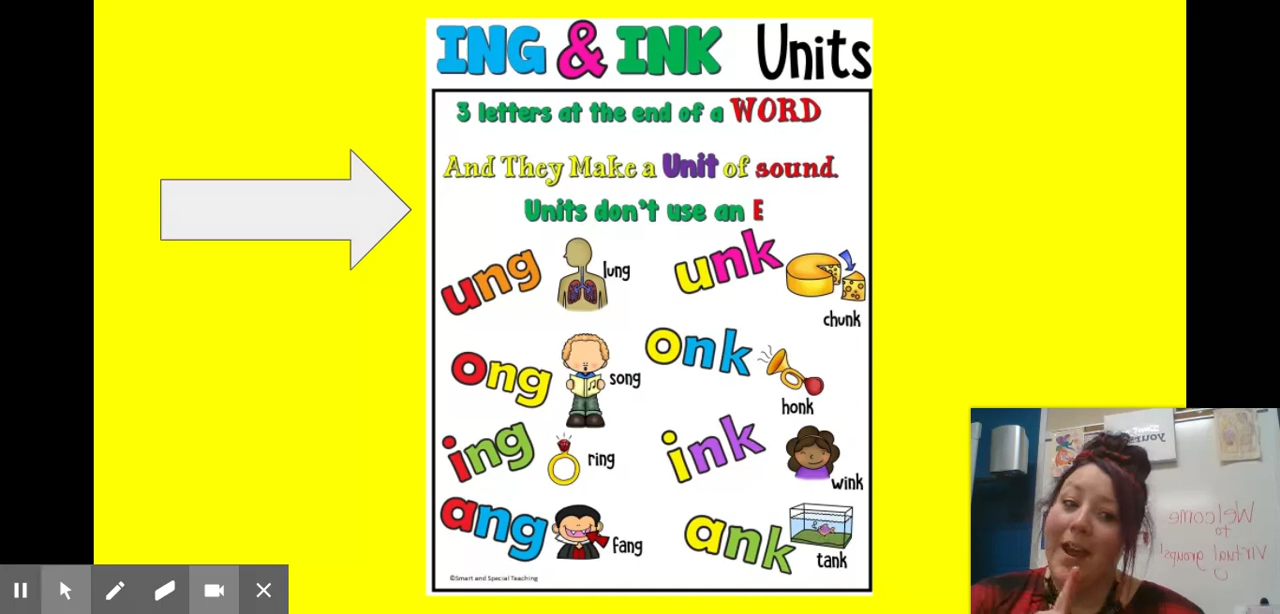 ING & INK Units
3 letters at the end of a WORD
And They Make a Unit of sound.
Units don't use an E
ung lung
unk chunk
ong song
onk honk
ing ring
ink wink
ang fang
ank tank
©Smart and Special Teaching
yours
Welcome
to
Virtual groups!